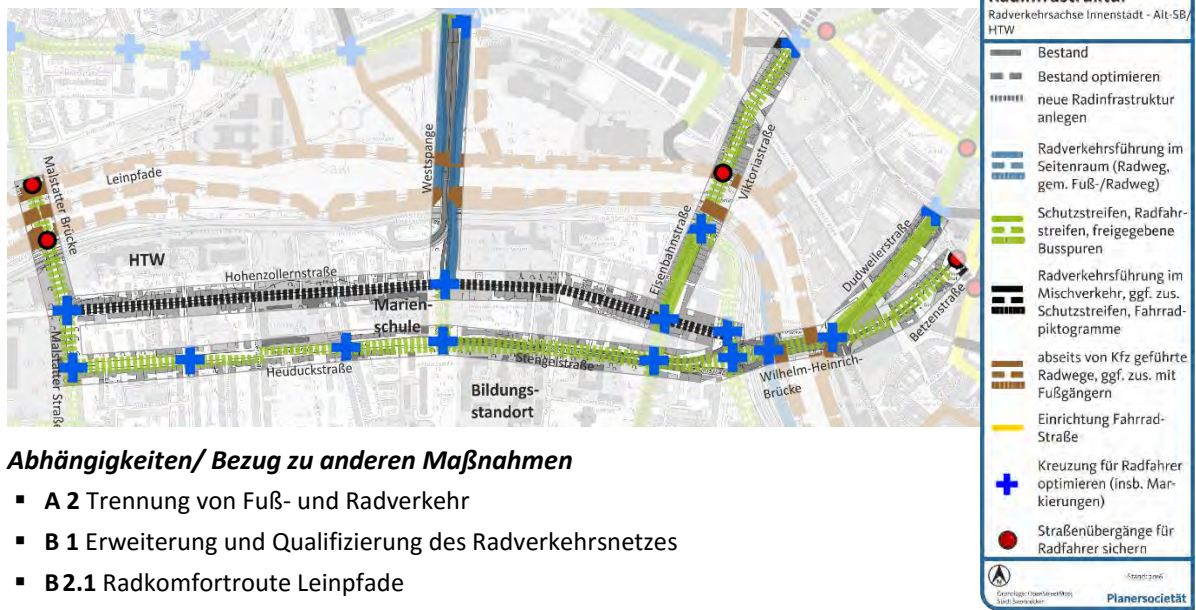 Malstatter Brücke
Leinpfade
Westspange
Viktoriastraße
Eisenbahnstraße
Dudweilerstraße
Betzenstraße
HTW
Hohenzollernstraße
Marien-
schule
Malstatter Straße
Heuduckstraße
Stengelstraße
Wilhelm-Heinrich-
Brücke
Bildungs-
standort
Abhängigkeiten/ Bezug zu anderen Maßnahmen
▪ A 2 Trennung von Fuß- und Radverkehr
▪ B 1 Erweiterung und Qualifizierung des Radverkehrsnetzes
▪ B 2.1 Radkomfortroute Leinpfade
Radinfrastruktur
Radverkehrsachse Innenstadt - Alt-SB/
HTW
Bestand
Bestand optimieren
neue Radinfrastruktur
anlegen
Radverkehrsführung im
Seitenraum (Radweg,
gem. Fuß-/Radweg)
Schutzstreifen, Radfahr-
streifen, freigegebene
Busspuren
Radverkehrsführung im
Mischverkehr, ggf. zus.
Schutzstreifen, Fahrrad-
piktogramme
abseits von Kfz geführte
Radwege, ggf. zus. mit
Fußgängern
Einrichtung Fahrrad-
Straße
Kreuzung für Radfahrer
optimieren (insb. Mar-
kierungen)
Straßenübergänge für
Radfahrer sichern
Planersocietät